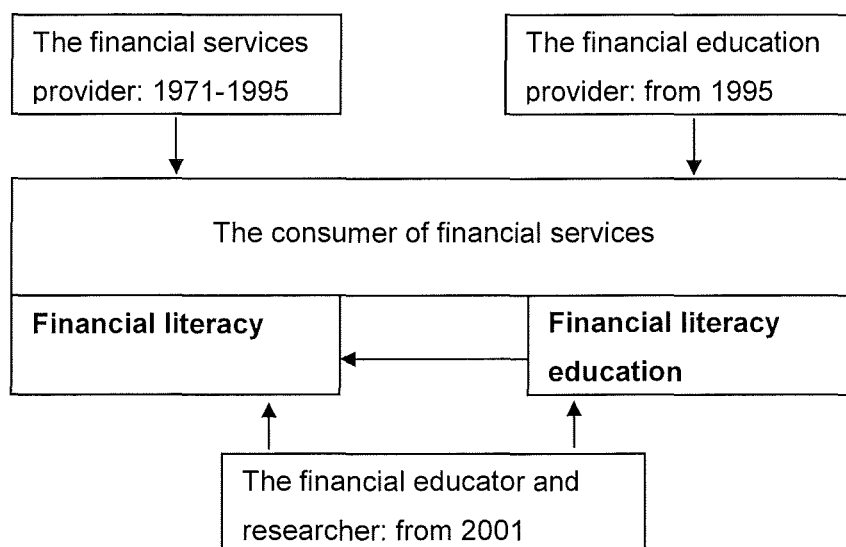 The financial services
provider: 1971-1995
The financial education
provider: from 1995
The consumer of financial services
Financial literacy
Financial literacy
education
The financial educator and
researcher: from 2001